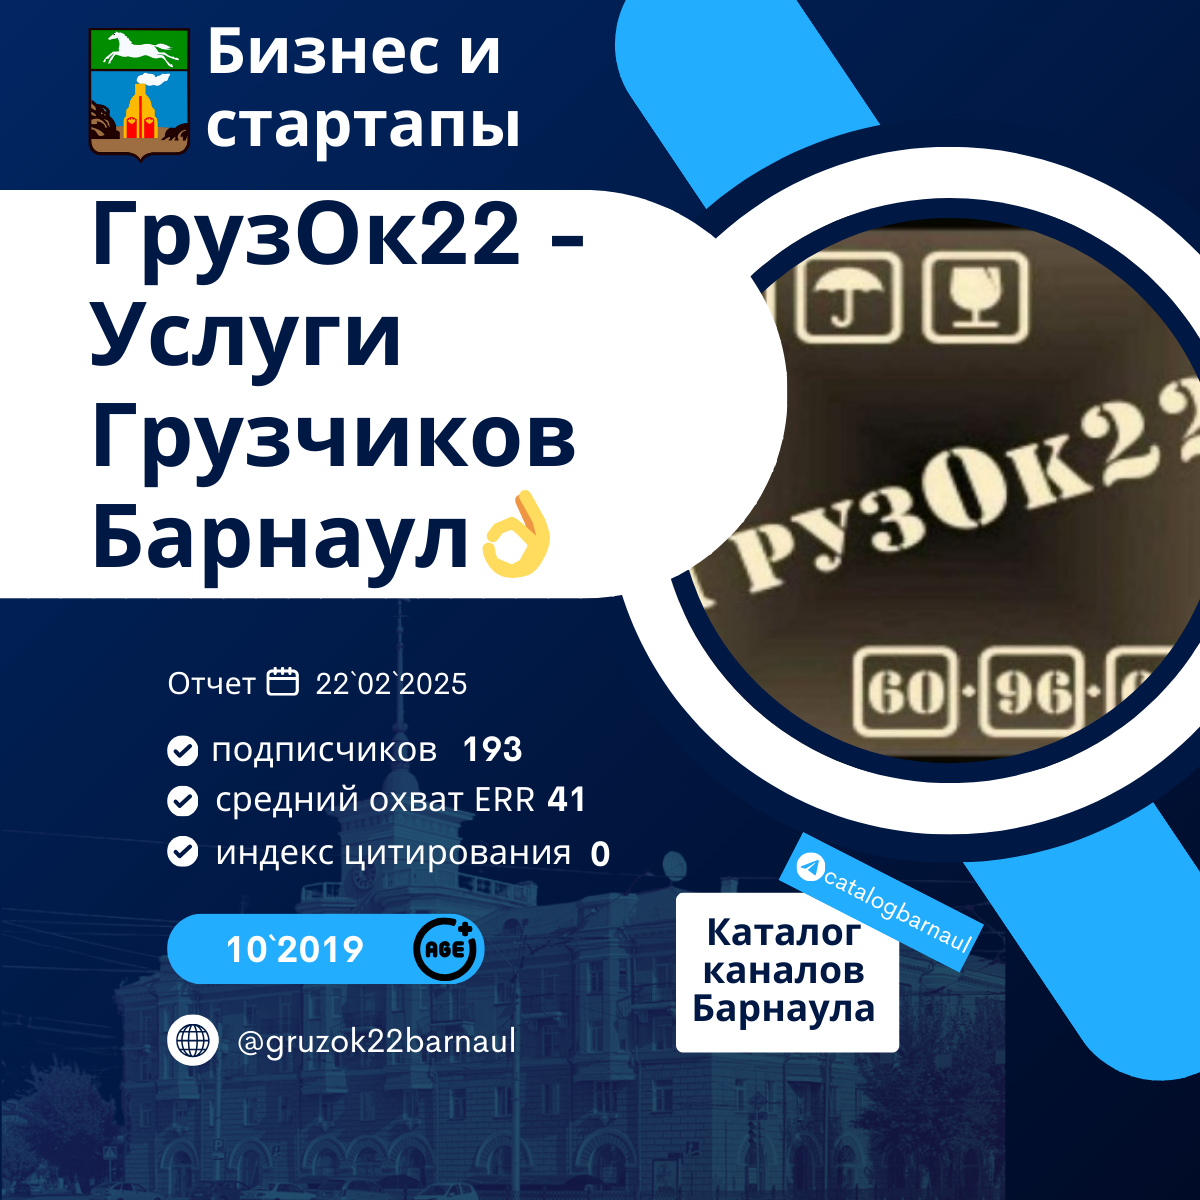 Бизнес и
стартапы
ГрузОк22 -
Услуги
Грузчиков
Барнаул👌
ГрузОк22
60·96·
Отчет 22`02`2025
подписчиков 193
средний охват ERR 41
индекс цитирования 0
10`2019
AGE+
@gruzok22barnaul
catalogbarnaul
Каталог
каналов
Барнаула